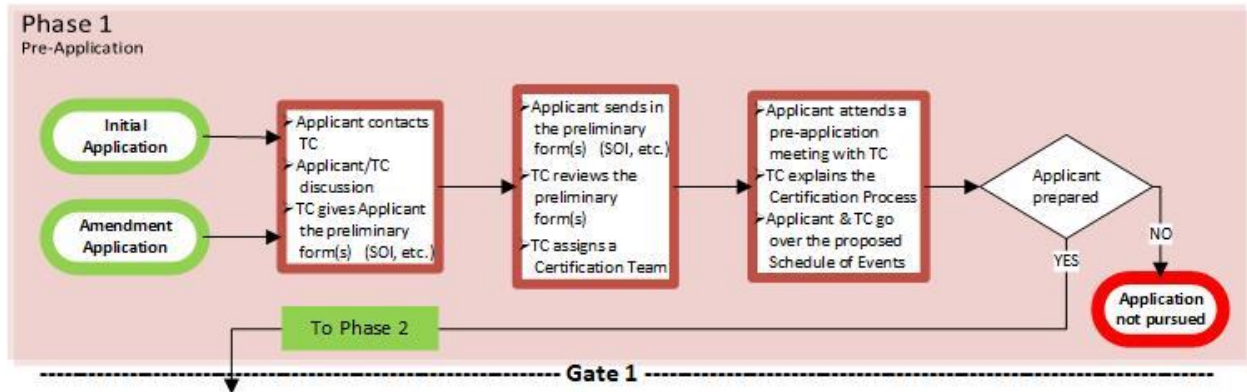 Phase 1
Pre-Application
Initial
Application
Amendment
Application
➢Applicant contacts
TC
➢Applicant/TC
discussion
➢TC gives Applicant
the preliminary
form(s) (SOI, etc.)
➢Applicant sends in
the preliminary
form(s) (SOI, etc.)
➢TC reviews the
preliminary
form(s)
➢TC assigns a
Certification Team
➢Applicant attends a
pre-application
meeting with TC
➢TC explains the
Certification Process
➢Applicant & TC go
over the proposed
Schedule of Events
Applicant
prepared
NO
YES
Application
not pursued
To Phase 2
Gate 1